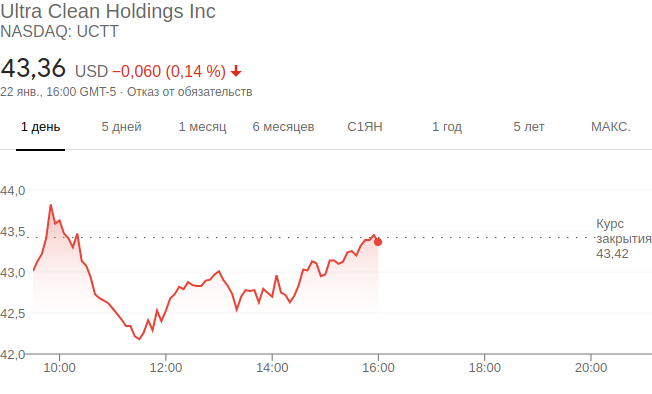 Ultra Clean Holdings Inc
NASDAQ: UCTT
43,36 USD −0,060 (0,14 %)
22 янв., 16:00 GMT-5 · Отказ от обязательств
1 день 5 дней 1 месяц 6 месяцев С1ЯН 1 год 5 лет МАКС.
44,0
43,5
43,0
42,5
42,0
Курс
закрытия
43,42
10:00 12:00 14:00 16:00 18:00 20:00